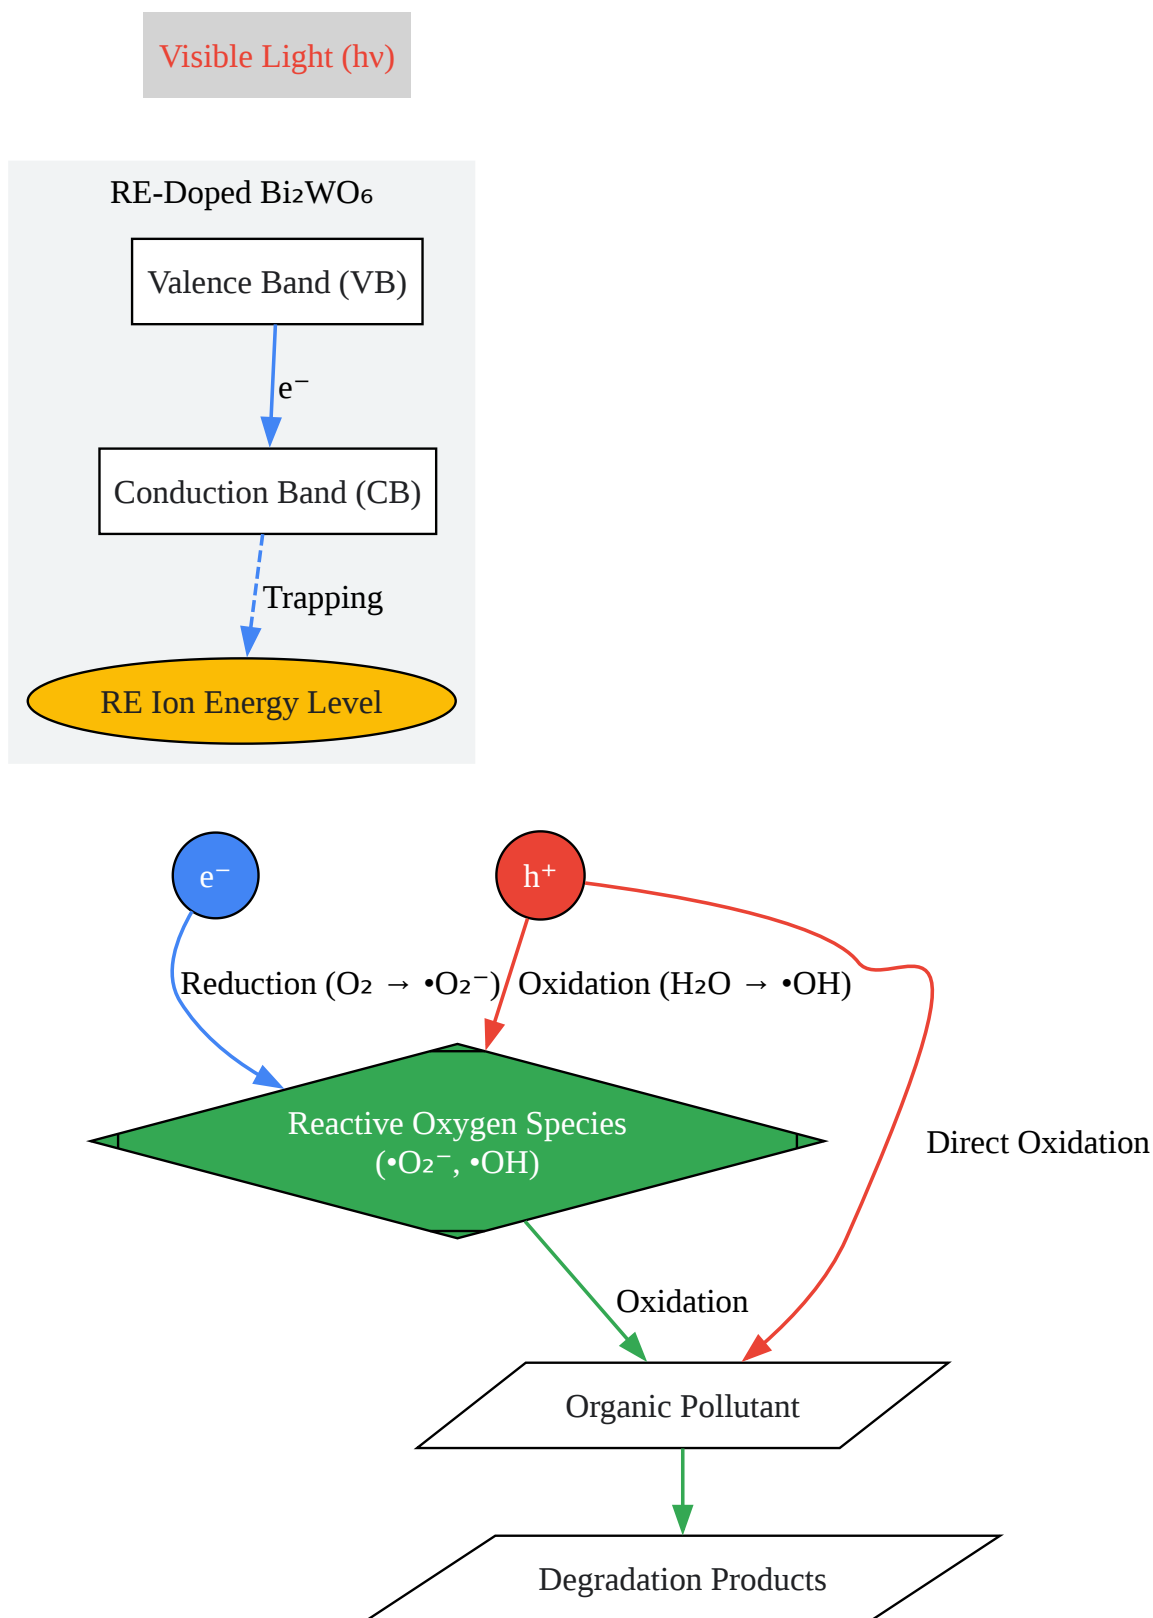 Visible Light (hν)
RE-Doped Bi₂WO₆
Valence Band (VB)
e⁻
Conduction Band (CB)
Trapping
RE Ion Energy Level
e⁻
h⁺
Reduction (O₂ → •O₂⁻)
Oxidation (H₂O → •OH)
Reactive Oxygen Species
(•O₂⁻, •OH)
Direct Oxidation
Oxidation
Organic Pollutant
Degradation Products